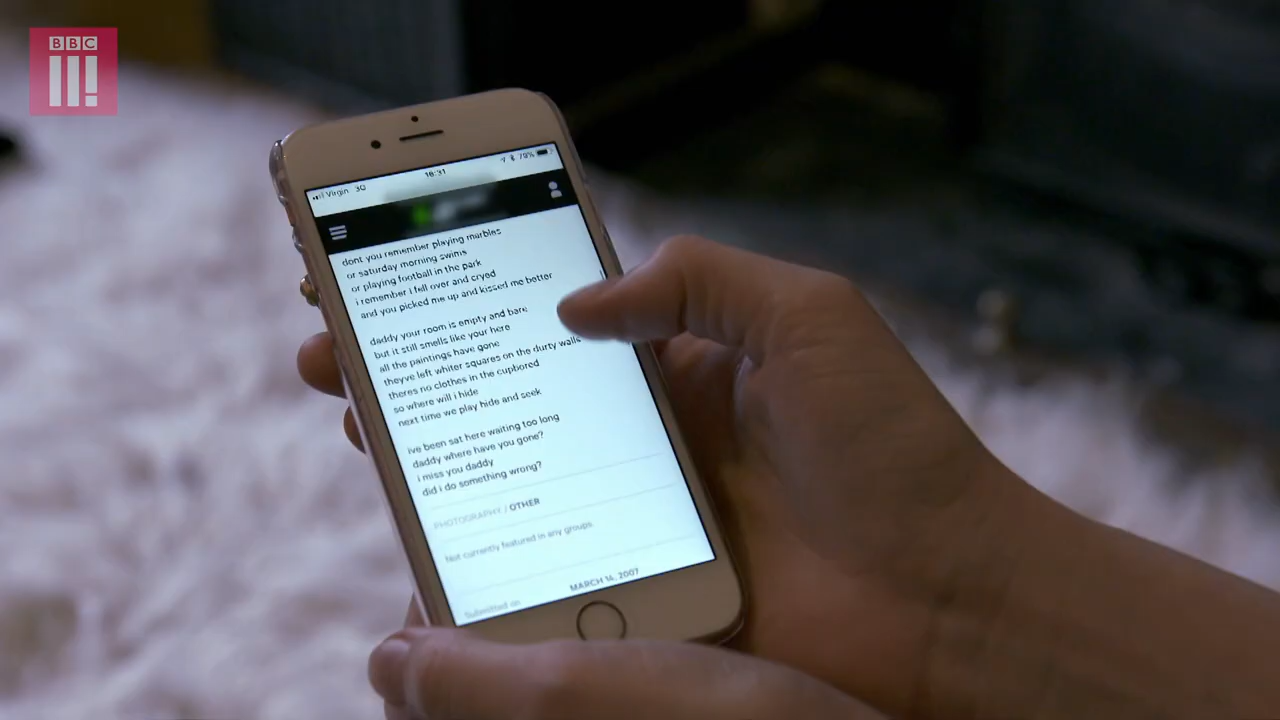 BBC
III!
Virgin 3G
16:31
79%
dont you remember playing marbles
or saturday morning swims
or playing football in the park
i remember i fell over and cryed
and you picked me up and kissed me better
daddy your room is empty and bare
but it still smells like your here
all the paintings have gone
theyve left whiter squares on the durty walls
theres no clothes in the cupbored
so where will i hide
next time we play hide and seek
ive been sat here waiting too long
daddy where have you gone?
i miss you daddy
did i do something wrong?
PHOTOGRAPHY / OTHER
Not currently featured in any groups.
MARCH 14, 2007
Submitted on